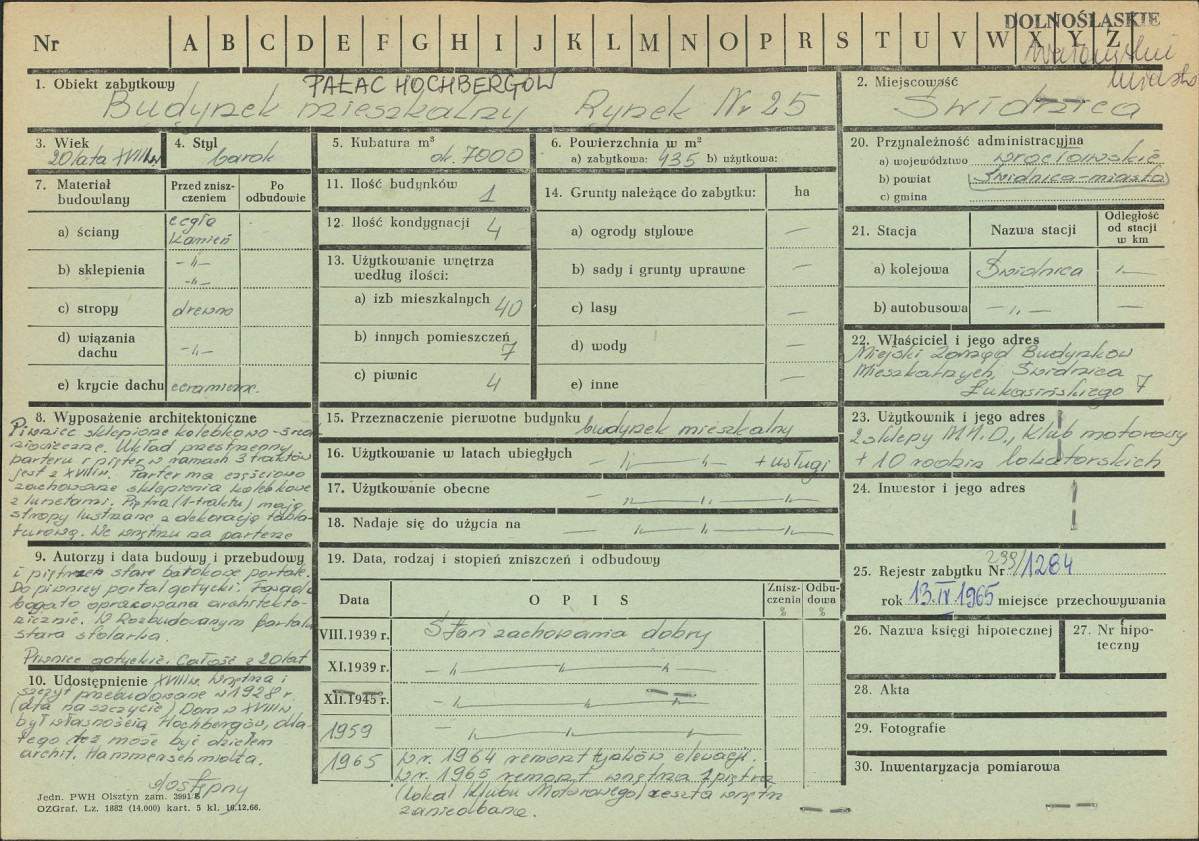 DOLNOŚLĄSKIE
Nr A B C D E F G H I J K L M N O P R S T U V W X Y Z
miasto
1. Obiekt zabytkowy PAŁAC HOCHBERGÓW
Budynek mieszkalny Rynek Nr 25
2. Miejscowość
Świdnica
3. Wiek
20 lata XVIII w
4. Styl
barok
5. Kubatura m³
ok. 7000
6. Powierzchnia w m²
a) zabytkowa: 435 b) użytkowa:
7. Materiał budowlany
Przed zniszczeniem
Po odbudowie
a) ściany cegła kamień
b) sklepienia -"- -"-
c) stropy drewno
d) wiązania dachu -"-
e) krycie dachu ceramiczne.
11. Ilość budynków 1
12. Ilość kondygnacji 4
13. Użytkowanie wnętrza według ilości:
a) izb mieszkalnych 40
b) innych pomieszczeń 7
c) piwnic 4
14. Grunty należące do zabytku: ha
a) ogrody stylowe —
b) sady i grunty uprawne —
c) lasy —
d) wody —
e) inne —
20. Przynależność administracyjna
a) województwo wrocławskie
b) powiat Świdnica-miasto
c) gmina
21. Stacja
Nazwa stacji
Odległość od stacji w km
a) kolejowa Świdnica
b) autobusowa -"- —
22. Właściciel i jego adres
Miejski Zarząd Budynków
Mieszkalnych, Świdnica
Łukasińskiego 7
8. Wyposażenie architektoniczne
Piwnice sklepione kolebkowo-śred
niowieczne. Układ przestrzenny
parteru i pięter w ramach 3 traktów
jest z XVIII w. Parter ma częściowo
zachowane sklepienia kolebkowe
z lunetami. Piętra (1-traktu) mają
stropy lustrzane z dekoracją
turową. We wnętrzu na parterze
9. Autorzy i data budowy i przebudowy
i piętrze stare barokowe portale.
Do piwnicy portal gotycki. Fasada
bogato opracowana architekto-
nicznie. W rozbudowanym portalu
stara stolarka.
Piwnice gotyckie. Całość z 20 lat
10. Udostępnienie XVIII w. Wnętrza i
szczyt przebudowane w 1928 r.
(data na szczycie) Dom w XVIII w
był własnością Hochbergów, dla-
tego też może być dziełem
archit. Hammerschmidta.
dostępny
15. Przeznaczenie pierwotne budynku budynek mieszkalny
16. Użytkowanie w latach ubiegłych -"- -"- + usługi
17. Użytkowanie obecne -"- -"- -"-
18. Nadaje się do użycia na -"- -"- -"-
23. Użytkownik i jego adres
2 sklepy M.H.D., Klub motorowy
+ 10 rodzin lokatorskich
24. Inwestor i jego adres
19. Data, rodzaj i stopień zniszczeń i odbudowy
Data
OPIS
Zniszczenia %
Odbudowa %
VIII.1939 r. Stan zachowania dobry
XI.1939 r. -"- -"- -"-
XII.1945 r. -"- -"- -"-
1959 -"- -"- -"-
1965 W r. 1964 remont tynków elewacji.
W r. 1965 remont wnętrza 1 piętra
(lokal Klubu Motorowego) reszta wnętrz
zaniedbana.
25. Rejestr zabytku Nr 239/1284
rok 13.IV.1965 miejsce przechowywania
26. Nazwa księgi hipotecznej
27. Nr hipoteczny
28. Akta
29. Fotografie
30. Inwentaryzacja pomiarowa
Jedn. PWH Olsztyn zam. 3991/S
OZGraf. Lz. 1882 (14.000) kart. 5 kl. 16.12.66.